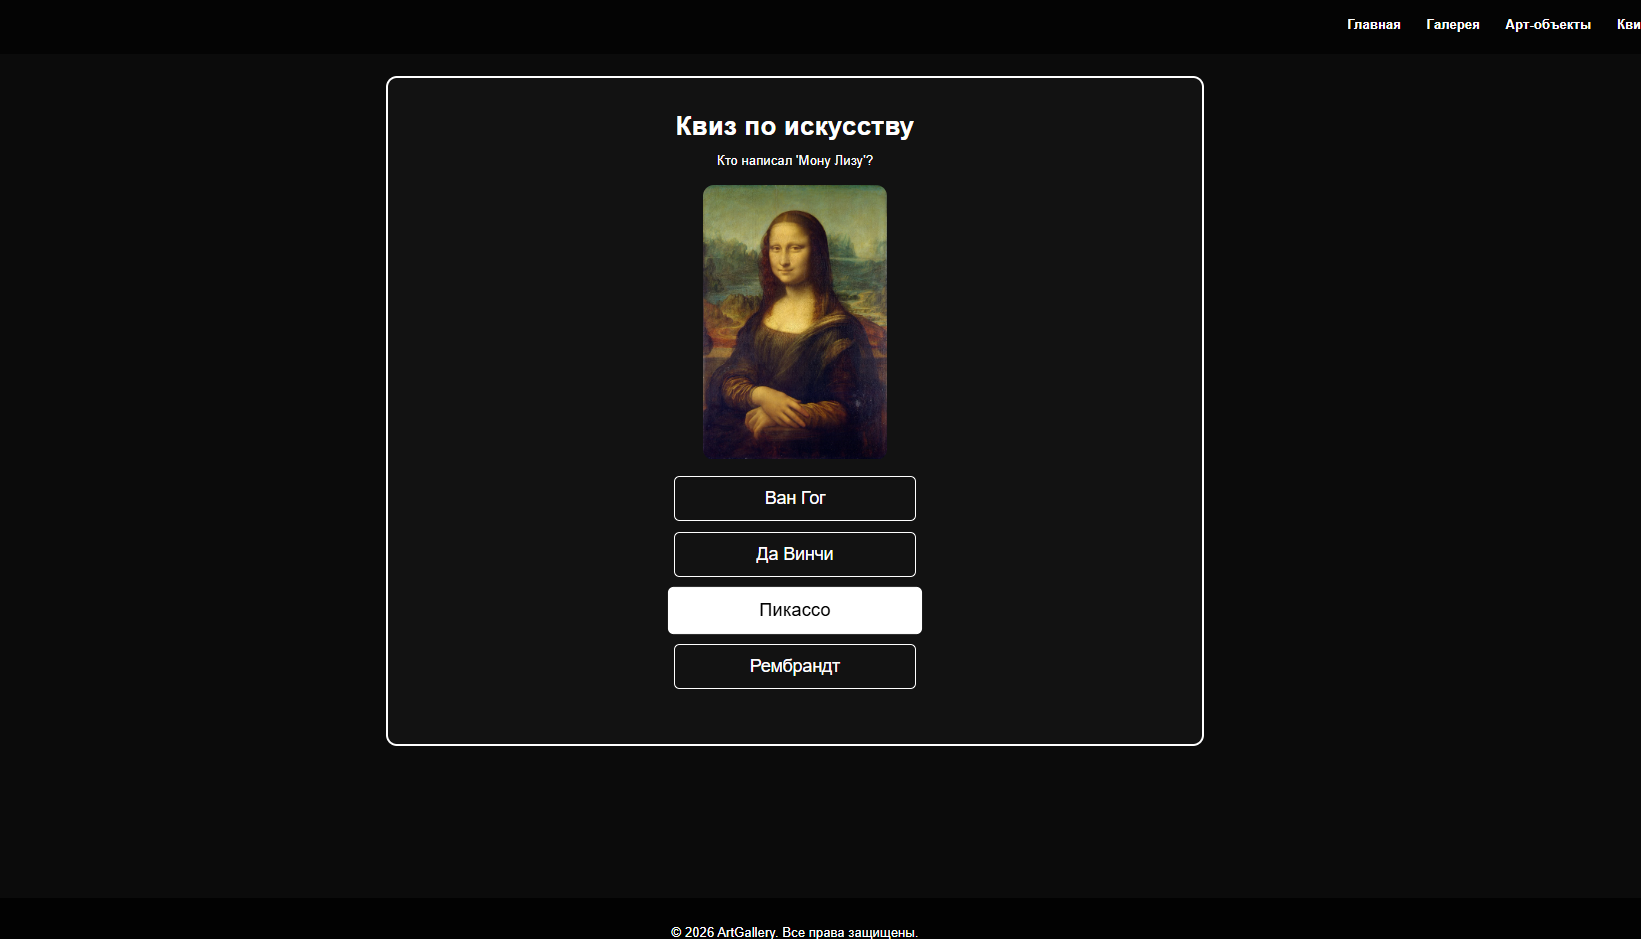 Главная Галерея Арт-объекты Кви
Квиз по искусству
Кто написал 'Мону Лизу'?
Ван Гог
Да Винчи
Пикассо
Рембрандт
© 2026 ArtGallery. Все права защищены.